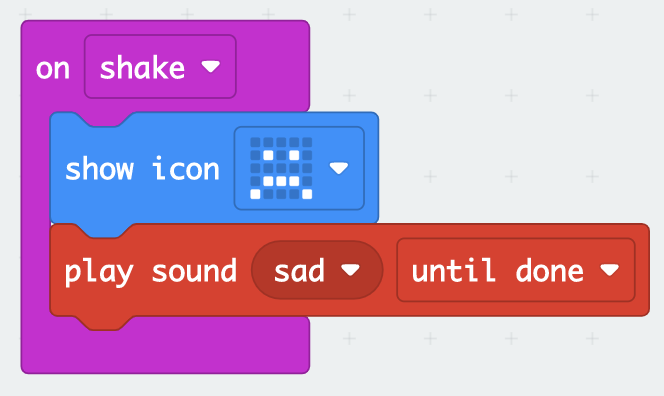 on shake
show icon
play sound sad until done